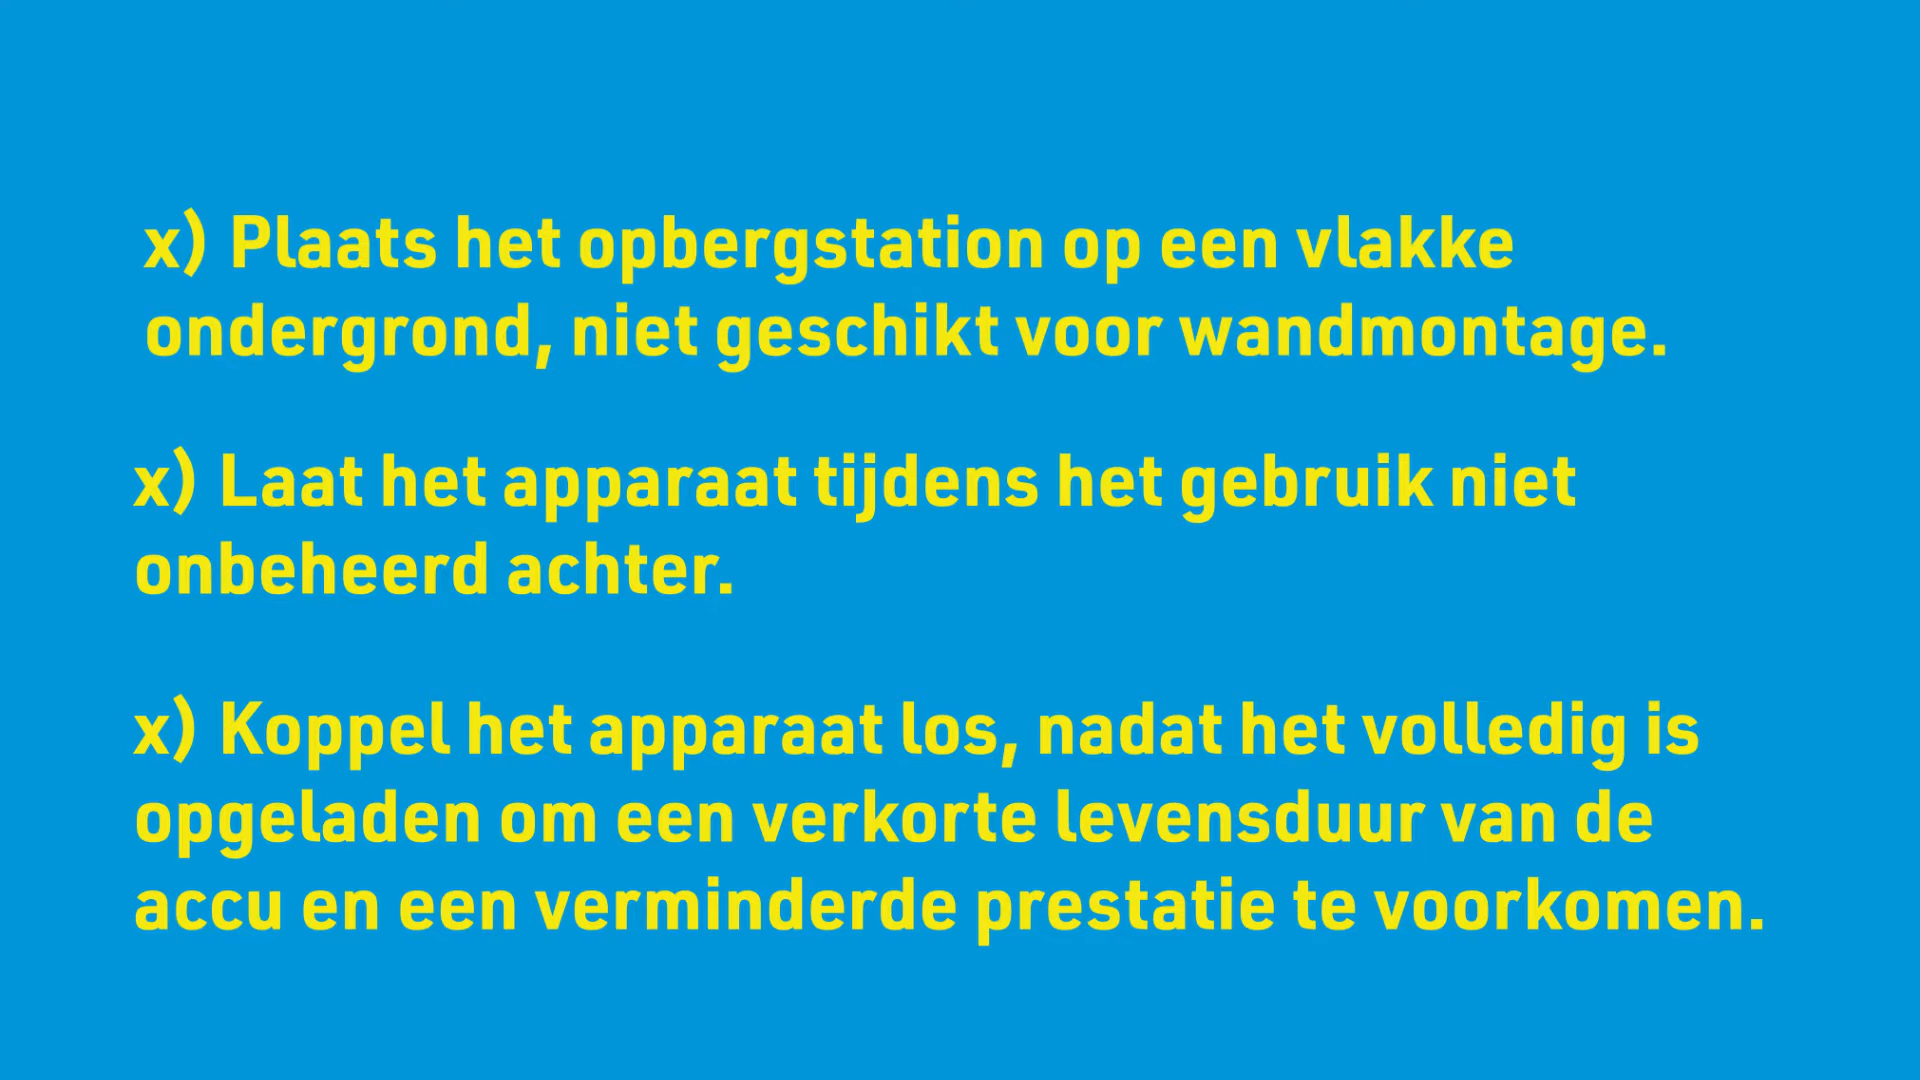 x) Plaats het opbergstation op een vlakke
ondergrond, niet geschikt voor wandmontage.
x) Laat het apparaat tijdens het gebruik niet
onbeheerd achter.
x) Koppel het apparaat los, nadat het volledig is
opgeladen om een verkorte levensduur van de
accu en een verminderde prestatie te voorkomen.